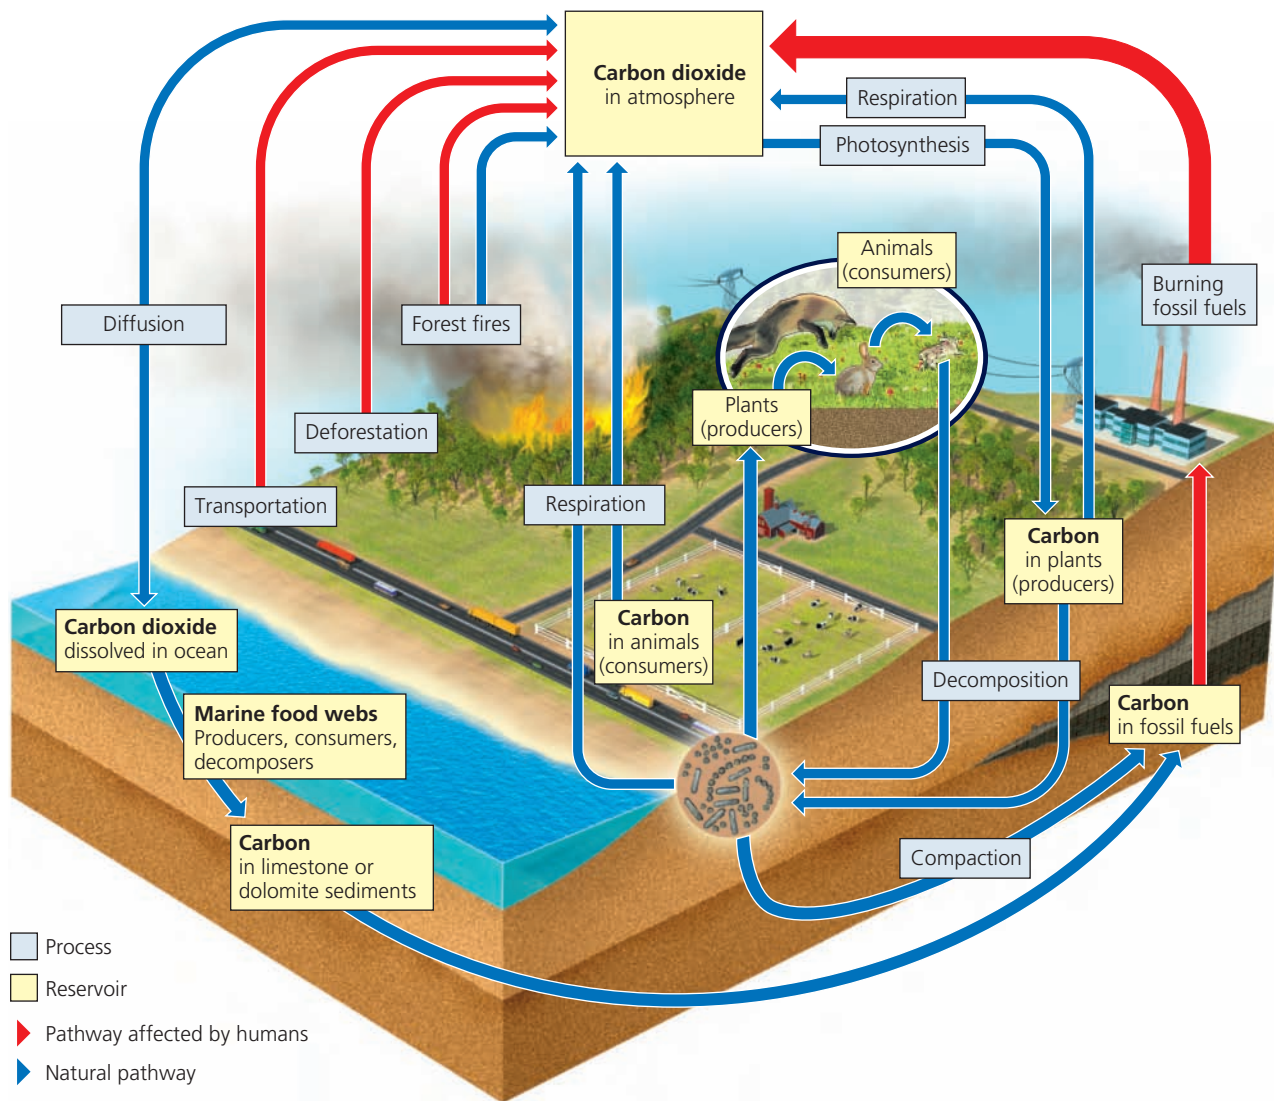 Carbon dioxide
in atmosphere
Respiration
Photosynthesis
Animals
(consumers)
Burning
fossil fuels
Diffusion
Forest fires
Plants
(producers)
Deforestation
Transportation
Respiration
Carbon
in plants
(producers)
Carbon dioxide
dissolved in ocean
Carbon
in animals
(consumers)
Decomposition
Marine food webs
Producers, consumers,
decomposers
Carbon
in fossil fuels
Carbon
in limestone or
dolomite sediments
Compaction
Process
Reservoir
Pathway affected by humans
Natural pathway